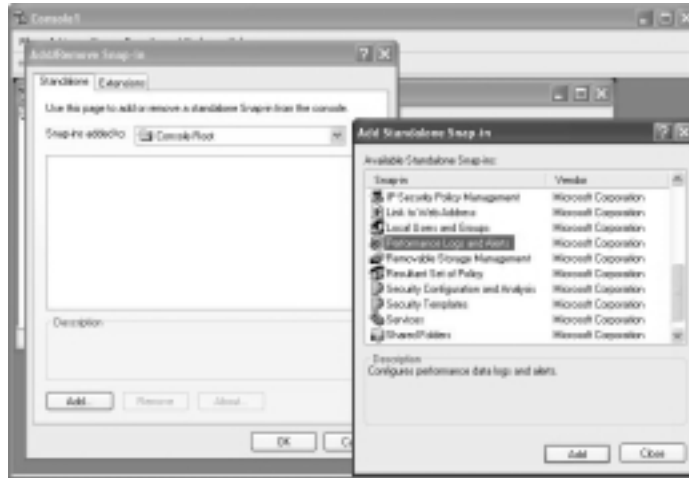 Console1
Add/Remove Snap-in
Standalone Extensions
Use this page to add or remove a standalone Snap-in from the console.
Snap-ins added to: Console Root
Description
Add... Remove About...
OK
Add Standalone Snap-in
Available Standalone Snap-ins:
Snap-in Vendor
IP Security Policy Management Microsoft Corporation
Link to Web Address Microsoft Corporation
Local Users and Groups Microsoft Corporation
Performance Logs and Alerts Microsoft Corporation
Removable Storage Management Microsoft Corporation
Resultant Set of Policy Microsoft Corporation
Security Configuration and Analysis Microsoft Corporation
Security Templates Microsoft Corporation
Services Microsoft Corporation
Shared Folders Microsoft Corporation
Description
Configures performance data logs and alerts.
Add Close